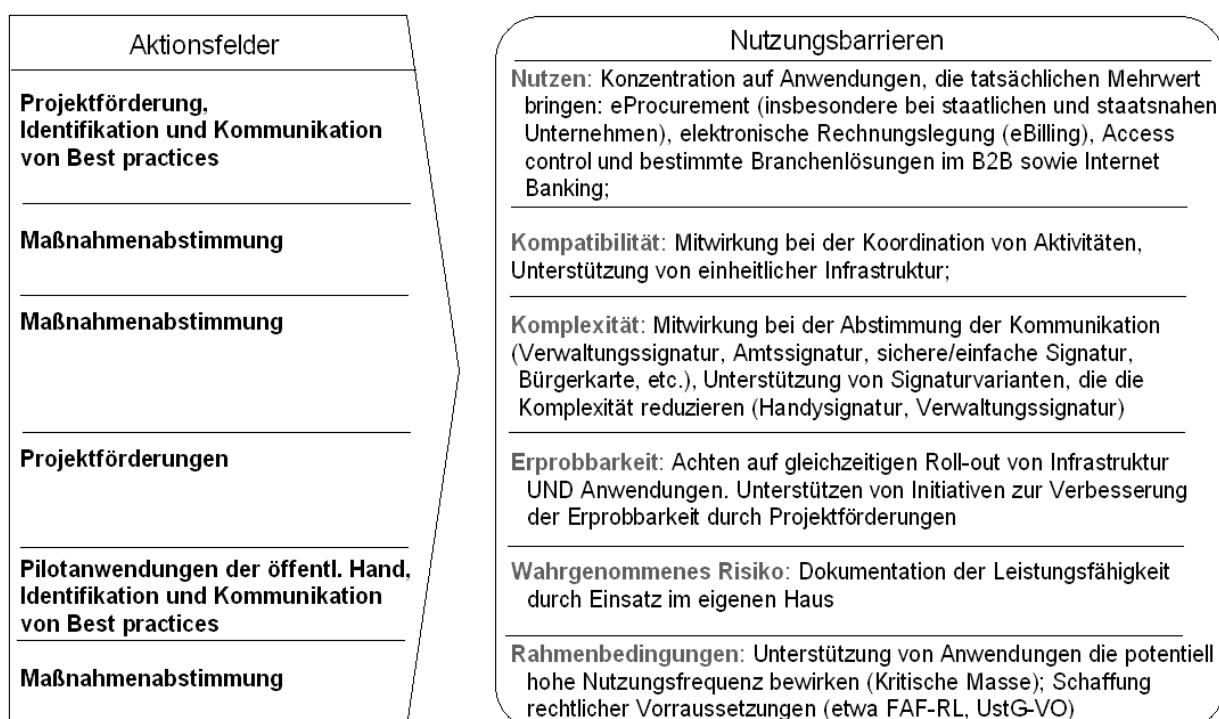 Aktionsfelder
Projektförderung,
Identifikation und Kommunikation
von Best practices
Maßnahmenabstimmung
Maßnahmenabstimmung
Projektförderungen
Pilotanwendungen der öffentl. Hand,
Identifikation und Kommunikation
von Best practices
Maßnahmenabstimmung
Nutzungsbarrieren
Nutzen: Konzentration auf Anwendungen, die tatsächlichen Mehrwert
bringen: eProcurement (insbesondere bei staatlichen und staatsnahen
Unternehmen), elektronische Rechnungslegung (eBilling), Access
control und bestimmte Branchenlösungen im B2B sowie Internet
Banking;
Kompatibilität: Mitwirkung bei der Koordination von Aktivitäten,
Unterstützung von einheitlicher Infrastruktur;
Komplexität: Mitwirkung bei der Abstimmung der Kommunikation
(Verwaltungssignatur, Amtssignatur, sichere/einfache Signatur,
Bürgerkarte, etc.), Unterstützung von Signaturvarianten, die die
Komplexität reduzieren (Handysignatur, Verwaltungssignatur)
Erprobbarkeit: Achten auf gleichzeitigen Roll-out von Infrastruktur
UND Anwendungen. Unterstützen von Initiativen zur Verbesserung
der Erprobbarkeit durch Projektförderungen
Wahrgenommenes Risiko: Dokumentation der Leistungsfähigkeit
durch Einsatz im eigenen Haus
Rahmenbedingungen: Unterstützung von Anwendungen die potentiell
hohe Nutzungsfrequenz bewirken (Kritische Masse); Schaffung
rechtlicher Vorraussetzungen (etwa FAF-RL, UstG-VO)